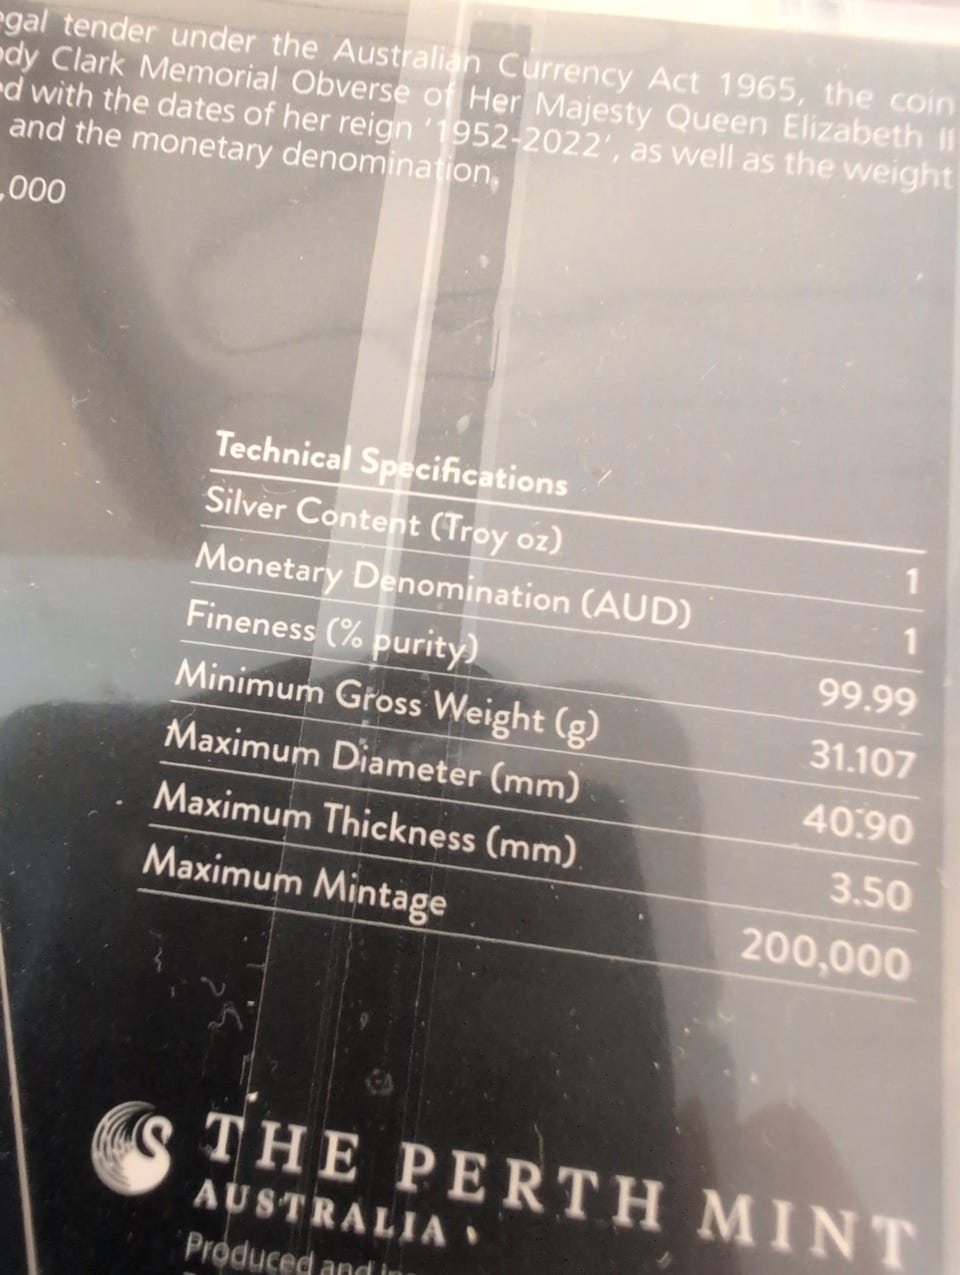 egal tender under the Australian Currency Act 1965, the coin
dy Clark Memorial Obverse of Her Majesty Queen Elizabeth II
d with the dates of her reign '1952-2022', as well as the weight
and the monetary denomination.
,000
Technical Specifications
Silver Content (Troy oz) 1
Monetary Denomination (AUD) 1
Fineness (% purity) 99.99
Minimum Gross Weight (g) 31.107
Maximum Diameter (mm) 40.90
Maximum Thickness (mm) 3.50
Maximum Mintage 200,000
THE PERTH MINT
AUSTRALIA
Produced and